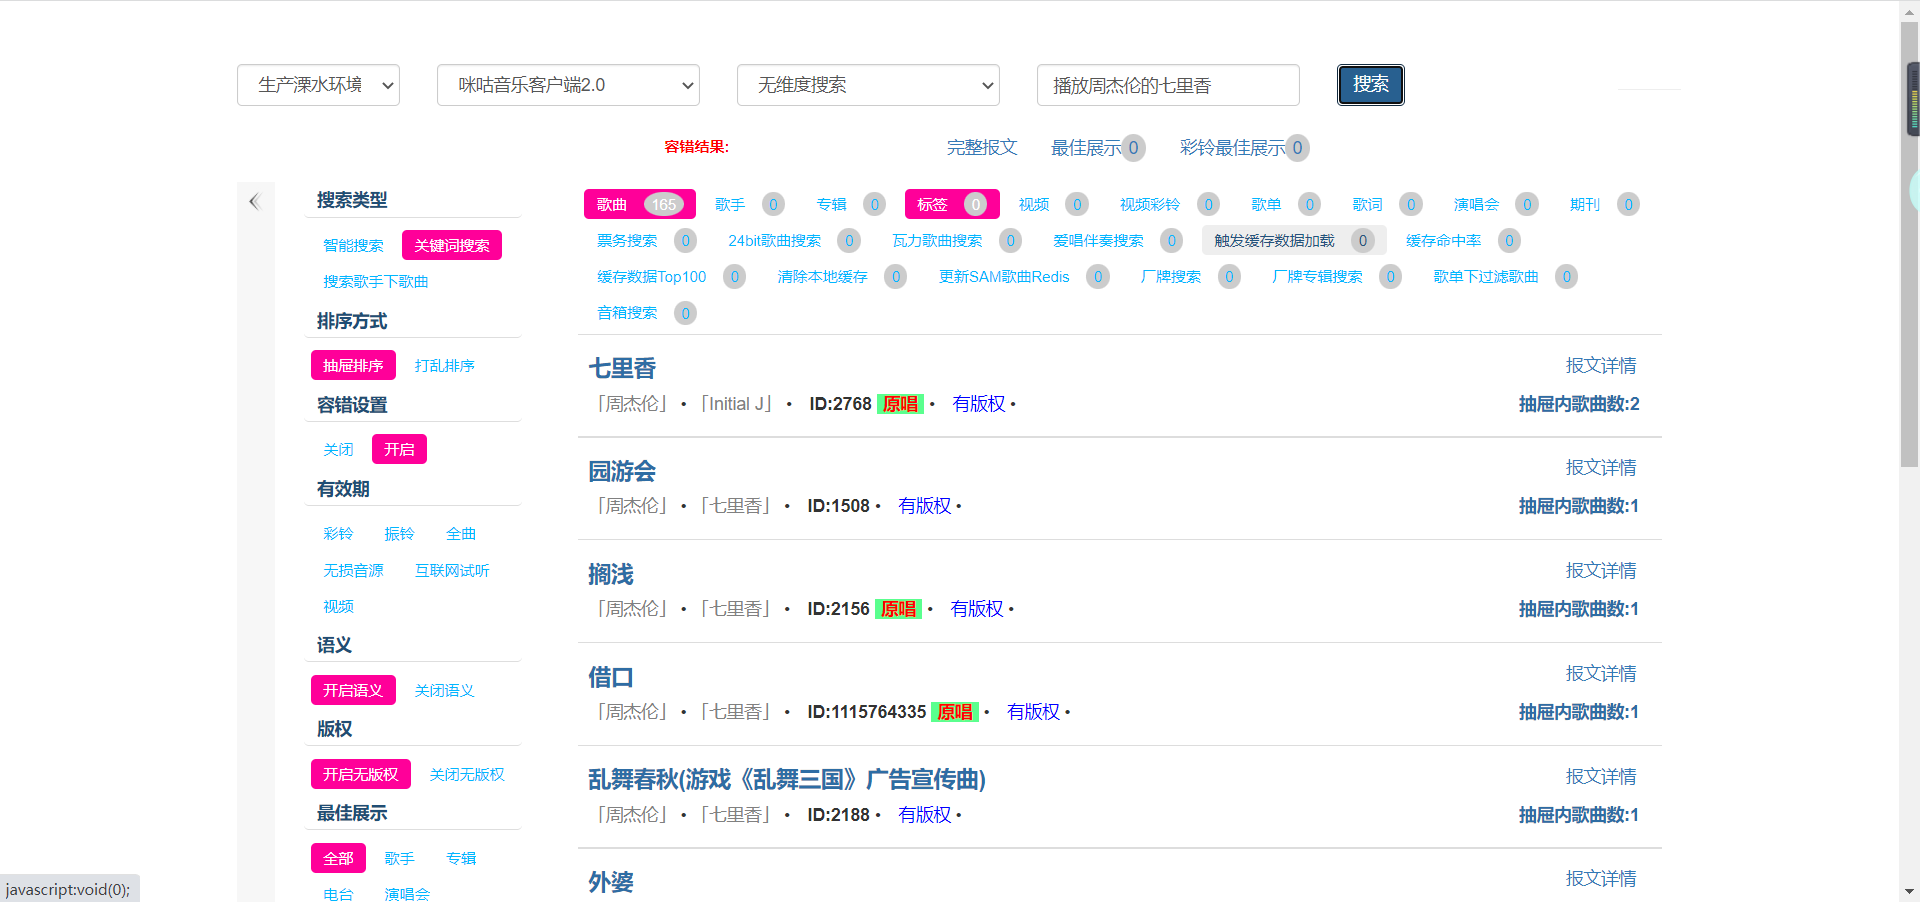 生产溧水环境 咪咕音乐客户端2.0 无维度搜索 播放周杰伦的七里香 搜索
容错结果: 完整报文 最佳展示 0 彩铃最佳展示 0
搜索类型
智能搜索 关键词搜索
搜索歌手下歌曲
排序方式
抽屉排序 打乱排序
容错设置
关闭 开启
有效期
彩铃 振铃 全曲
无损音源 互联网试听
视频
语义
开启语义 关闭语义
版权
开启无版权 关闭无版权
最佳展示
全部 歌手 专辑
电台 演唱会
歌曲 165 歌手 0 专辑 0 标签 0 视频 0 视频彩铃 0 歌单 0 歌词 0 演唱会 0 期刊 0
票务搜索 0 24bit歌曲搜索 0 瓦力歌曲搜索 0 爱唱伴奏搜索 0 触发缓存数据加载 0 缓存命中率 0
缓存数据Top100 0 清除本地缓存 0 更新SAM歌曲Redis 0 厂牌搜索 0 厂牌专辑搜索 0 歌单下过滤歌曲 0
音箱搜索 0
七里香 报文详情
「周杰伦」 • 「Initial J」 • ID:2768 原唱 • 有版权 • 抽屉内歌曲数:2
园游会 报文详情
「周杰伦」 • 「七里香」 • ID:1508 • 有版权 • 抽屉内歌曲数:1
搁浅 报文详情
「周杰伦」 • 「七里香」 • ID:2156 原唱 • 有版权 • 抽屉内歌曲数:1
借口 报文详情
「周杰伦」 • 「七里香」 • ID:1115764335 原唱 • 有版权 • 抽屉内歌曲数:1
乱舞春秋(游戏《乱舞三国》广告宣传曲) 报文详情
「周杰伦」 • 「七里香」 • ID:2188 • 有版权 • 抽屉内歌曲数:1
外婆 报文详情
javascript:void(0);